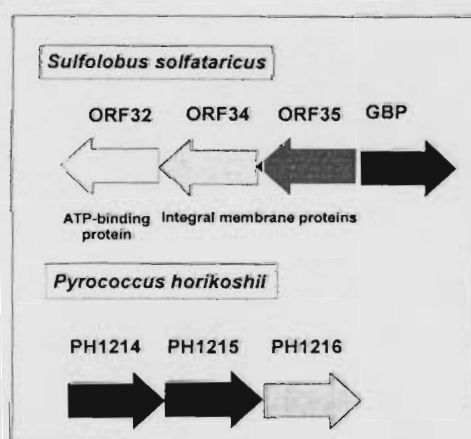 Sulfolobus solfataricus
ORF32 ORF34 ORF35 GBP
ATP-binding protein Integral membrane proteins
Pyrococcus horikoshii
PH1214 PH1215 PH1216